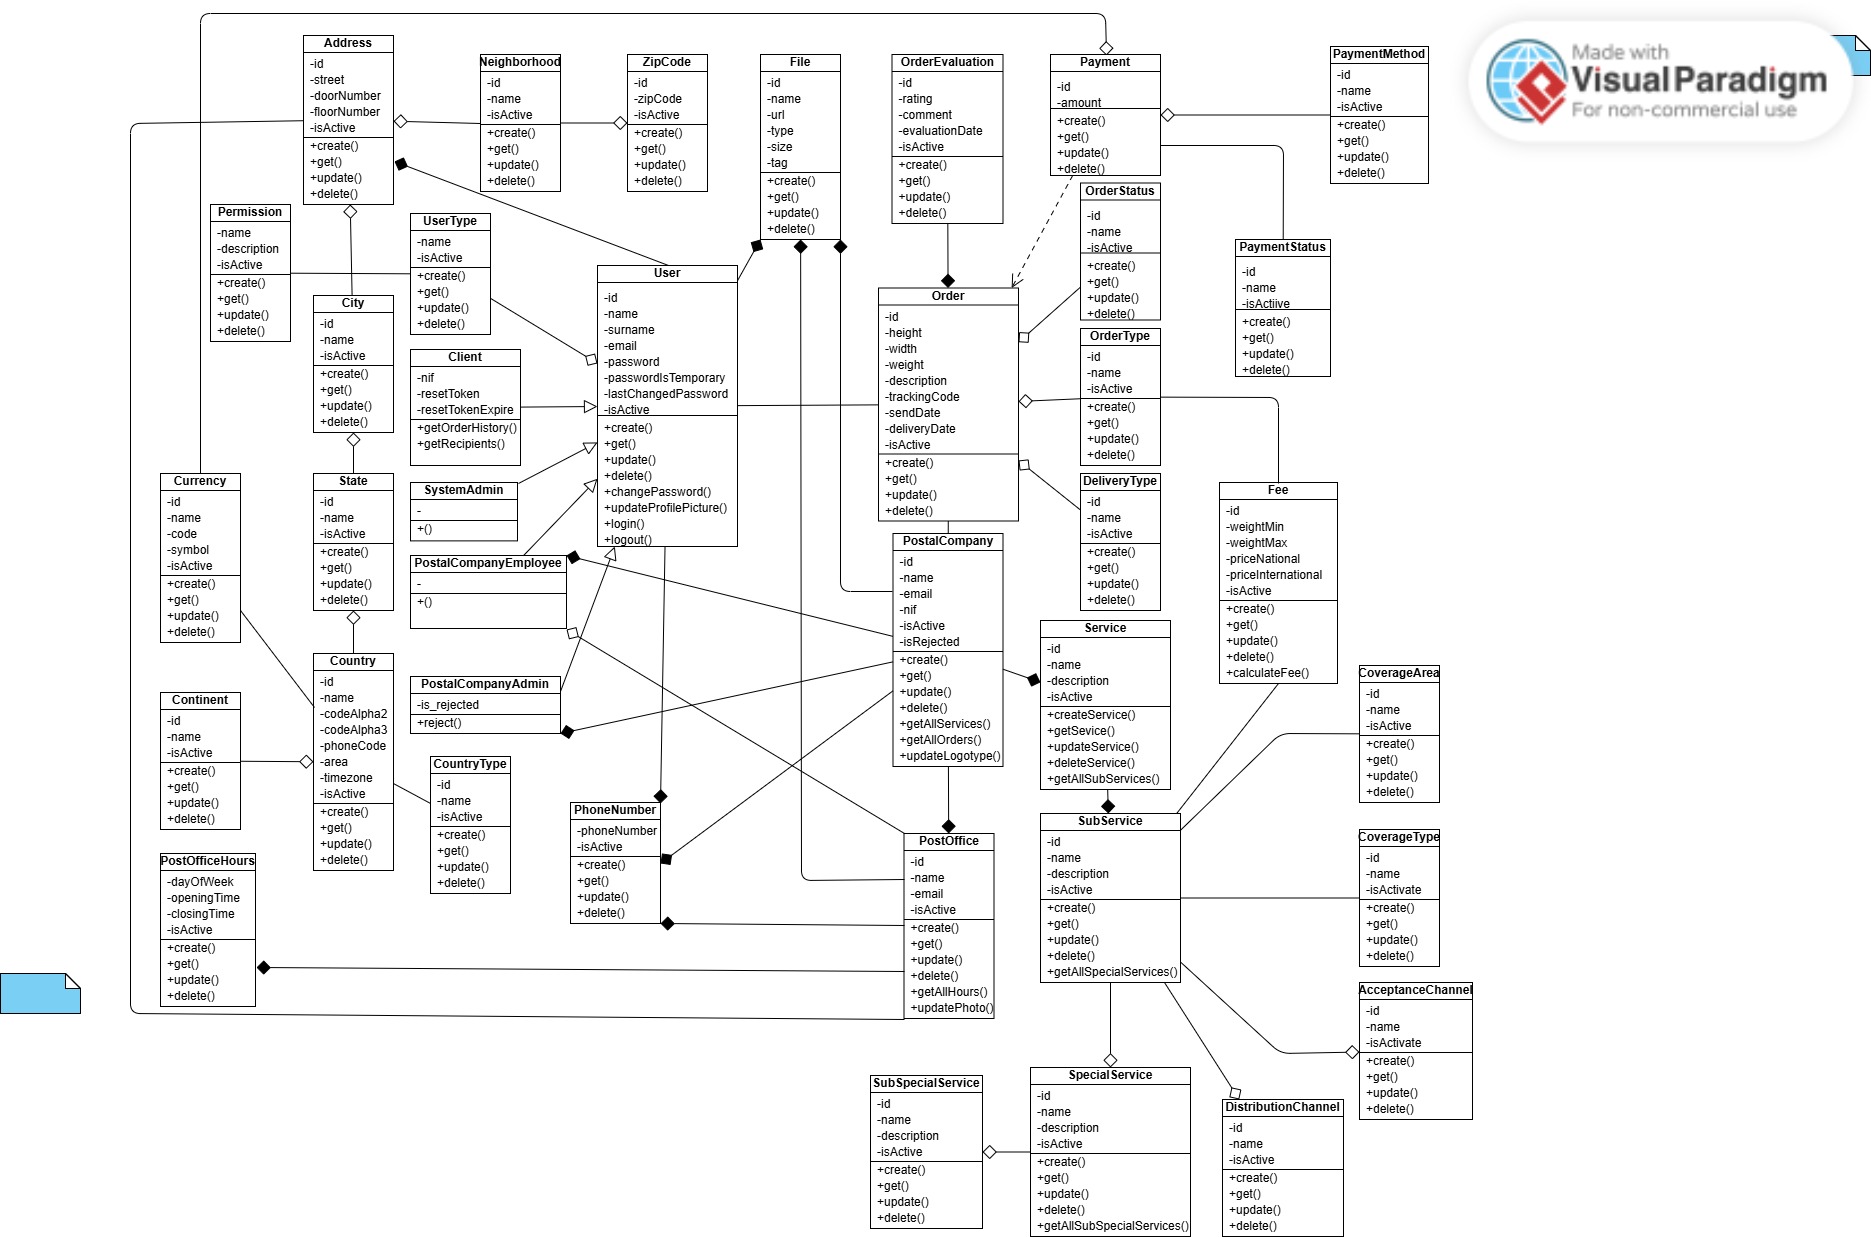 Made with
Visual Paradigm
For non-commercial use
Address
-id
-street
-doorNumber
-floorNumber
-isActive
+create()
+get()
+update()
+delete()
Neighborhood
-id
-name
-isActive
+create()
+get()
+update()
+delete()
ZipCode
-id
-zipCode
-isActive
+create()
+get()
+update()
+delete()
File
-id
-name
-url
-type
-size
-tag
+create()
+get()
+update()
+delete()
OrderEvaluation
-id
-rating
-comment
-evaluationDate
-isActive
+create()
+get()
+update()
+delete()
Payment
-id
-amount
+create()
+get()
+update()
+delete()
PaymentMethod
-id
-name
-isActive
+create()
+get()
+update()
+delete()
Permission
-name
-description
-isActive
+create()
+get()
+update()
+delete()
UserType
-name
-isActive
+create()
+get()
+update()
+delete()
OrderStatus
-id
-name
-isActive
+create()
+get()
+update()
+delete()
PaymentStatus
-id
-name
-isActiive
+create()
+get()
+update()
+delete()
City
-id
-name
-isActive
+create()
+get()
+update()
+delete()
Client
-nif
-resetToken
-resetTokenExpire
+getOrderHistory()
+getRecipients()
User
-id
-name
-surname
-email
-password
-passwordIsTemporary
-lastChangedPassword
-isActive
+create()
+get()
+update()
+delete()
+changePassword()
+updateProfilePicture()
+login()
+logout()
Order
-id
-height
-width
-weight
-description
-trackingCode
-sendDate
-deliveryDate
-isActive
+create()
+get()
+update()
+delete()
OrderType
-id
-name
-isActive
+create()
+get()
+update()
+delete()
Currency
-id
-name
-code
-symbol
-isActive
+create()
+get()
+update()
+delete()
State
-id
-name
-isActive
+create()
+get()
+update()
+delete()
SystemAdmin
-
+()
PostalCompanyEmployee
-
+()
DeliveryType
-id
-name
-isActive
+create()
+get()
+update()
+delete()
Fee
-id
-weightMin
-weightMax
-priceNational
-priceInternational
-isActive
+create()
+get()
+update()
+delete()
+calculateFee()
PostalCompany
-id
-name
-email
-nif
-isActive
-isRejected
+create()
+get()
+update()
+delete()
+getAllServices()
+getAllOrders()
+updateLogotype()
Service
-id
-name
-description
-isActive
+createService()
+getSevice()
+updateService()
+deleteService()
+getAllSubServices()
Country
-id
-name
-codeAlpha2
-codeAlpha3
-phoneCode
-area
-timezone
-isActive
+create()
+get()
+update()
+delete()
PostalCompanyAdmin
-is_rejected
+reject()
CoverageArea
-id
-name
-isActive
+create()
+get()
+update()
+delete()
Continent
-id
-name
-isActive
+create()
+get()
+update()
+delete()
CountryType
-id
-name
-isActive
+create()
+get()
+update()
+delete()
PhoneNumber
-phoneNumber
-isActive
+create()
+get()
+update()
+delete()
PostOffice
-id
-name
-email
-isActive
+create()
+get()
+update()
+delete()
+getAllHours()
+updatePhoto()
SubService
-id
-name
-description
-isActive
+create()
+get()
+update()
+delete()
+getAllSpecialServices()
CoverageType
-id
-name
-isActivate
+create()
+get()
+update()
+delete()
PostOfficeHours
-dayOfWeek
-openingTime
-closingTime
-isActive
+create()
+get()
+update()
+delete()
AcceptanceChannel
-id
-name
-isActivate
+create()
+get()
+update()
+delete()
SubSpecialService
-id
-name
-description
-isActive
+create()
+get()
+update()
+delete()
SpecialService
-id
-name
-description
-isActive
+create()
+get()
+update()
+delete()
+getAllSubSpecialServices()
DistributionChannel
-id
-name
-isActive
+create()
+get()
+update()
+delete()